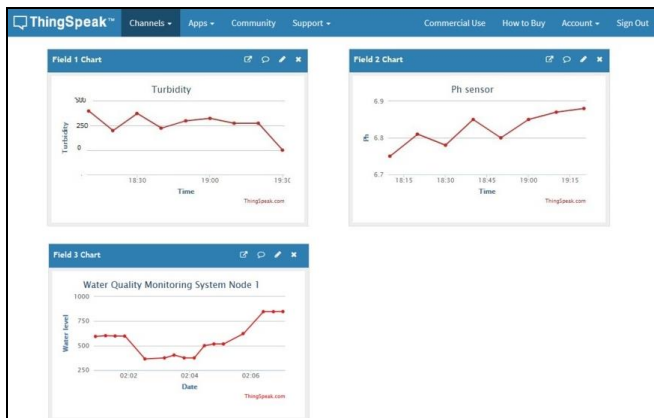 ThingSpeak™ Channels Apps Community Support Commercial Use How to Buy Account Sign Out
Field 1 Chart
Turbidity
500
250
0
Turbidity
18:30 19:00 19:30
Time
ThingSpeak.com
Field 2 Chart
Ph sensor
6.9
6.8
6.7
Ph
18:15 18:30 18:45 19:00 19:15
Time
ThingSpeak.com
Field 3 Chart
Water Quality Monitoring System Node 1
1000
750
500
250
Water level
02:02 02:04 02:06
Date
ThingSpeak.com